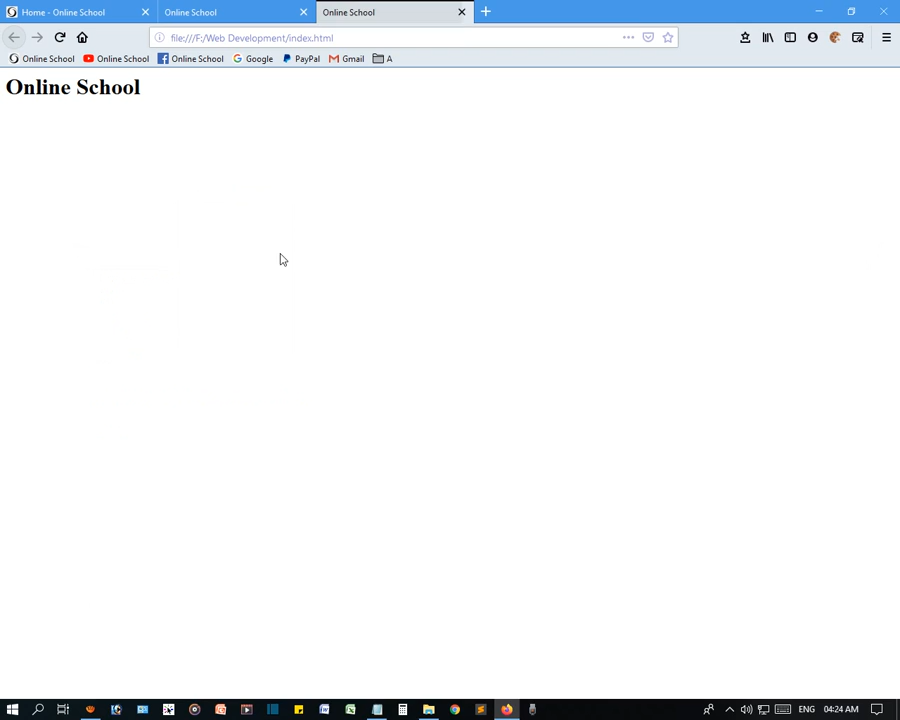 Home - Online School
Online School
Online School
file:///F:/Web Development/index.html
Online School
Online School
Online School
Google
PayPal
Gmail
A
Online School
ENG
04:24 AM